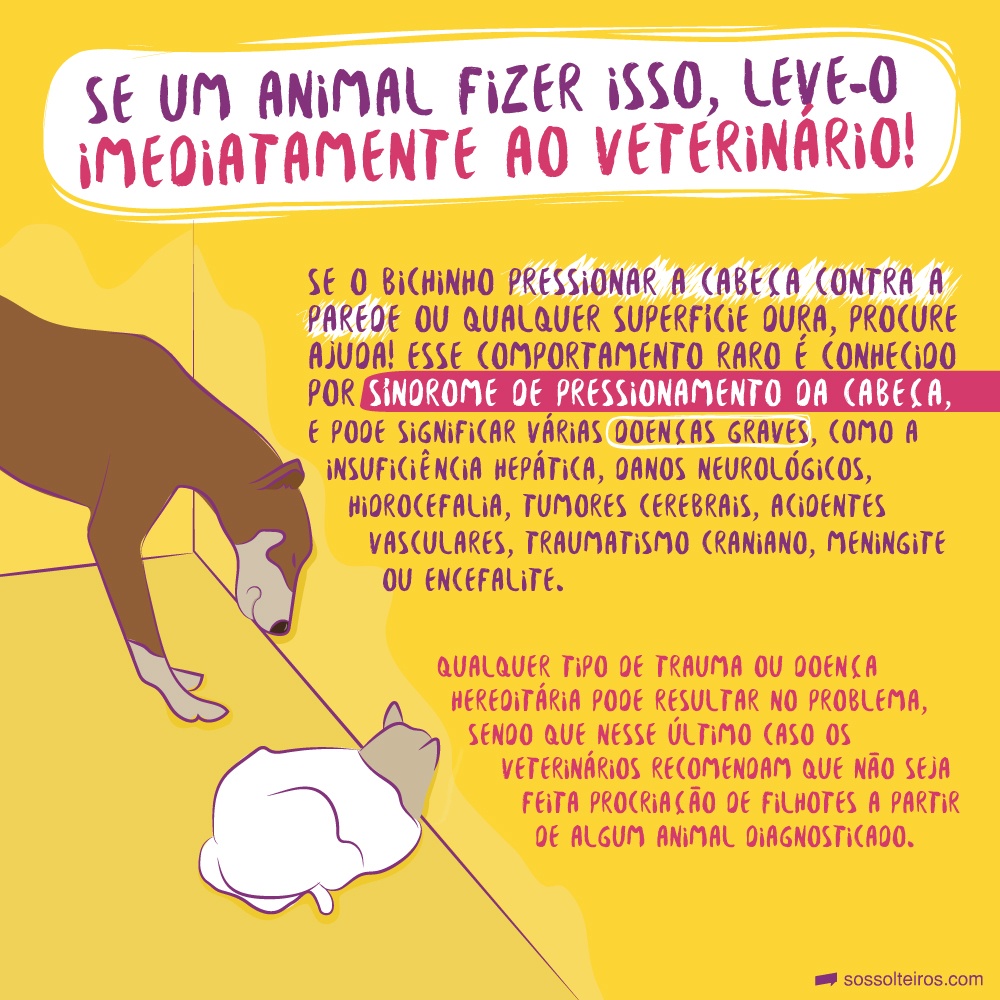 SE UM ANIMAL FIZER ISSO, LEVE-O
IMEDIATAMENTE AO VETERINÁRIO!
SE O BICHINHO PRESSIONAR A CABEÇA CONTRA A
PAREDE OU QUALQUER SUPERFÍCIE DURA, PROCURE
AJUDA! ESSE COMPORTAMENTO RARO É CONHECIDO
POR SÍNDROME DE PRESSIONAMENTO DA CABEÇA,
E PODE SIGNIFICAR VÁRIAS DOENÇAS GRAVES, COMO A
INSUFICIÊNCIA HEPÁTICA, DANOS NEUROLÓGICOS,
HIDROCEFALIA, TUMORES CEREBRAIS, ACIDENTES
VASCULARES, TRAUMATISMO CRANIANO, MENINGITE
OU ENCEFALITE.
QUALQUER TIPO DE TRAUMA OU DOENÇA
HEREDITÁRIA PODE RESULTAR NO PROBLEMA,
SENDO QUE NESSE ÚLTIMO CASO OS
VETERINÁRIOS RECOMENDAM QUE NÃO SEJA
FEITA PROCRIAÇÃO DE FILHOTES A PARTIR
DE ALGUM ANIMAL DIAGNOSTICADO.
sossolteiros.com